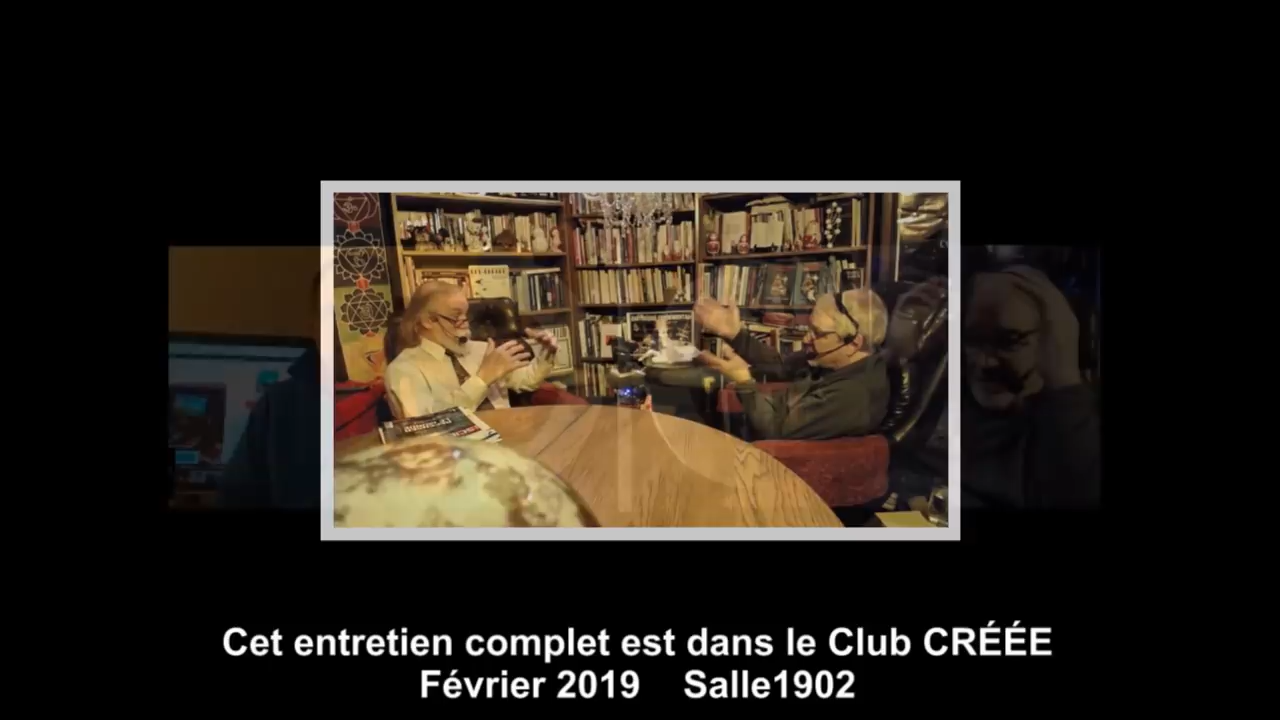 Cet entretien complet est dans le Club CRÉÉE
Février 2019 Salle1902